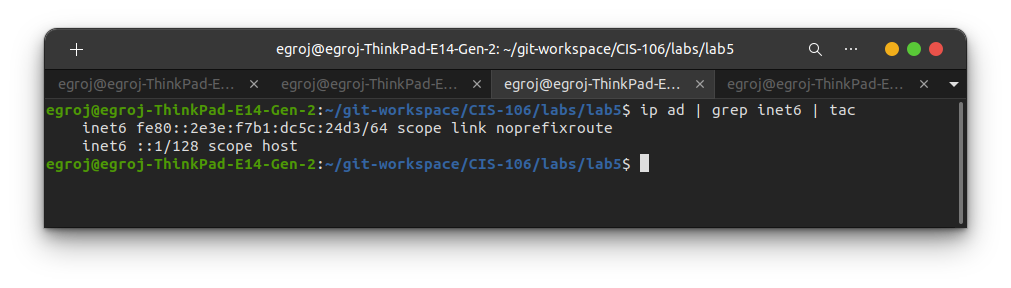 egroj@egroj-ThinkPad-E14-Gen-2: ~/git-workspace/CIS-106/labs/lab5
egroj@egroj-ThinkPad-E... × egroj@egroj-ThinkPad-E... × egroj@egroj-ThinkPad-E... × egroj@egroj-ThinkPad-E... ×
egroj@egroj-ThinkPad-E14-Gen-2:~/git-workspace/CIS-106/labs/lab5$ ip ad | grep inet6 | tac
    inet6 fe80::2e3e:f7b1:dc5c:24d3/64 scope link noprefixroute
    inet6 ::1/128 scope host
egroj@egroj-ThinkPad-E14-Gen-2:~/git-workspace/CIS-106/labs/lab5$